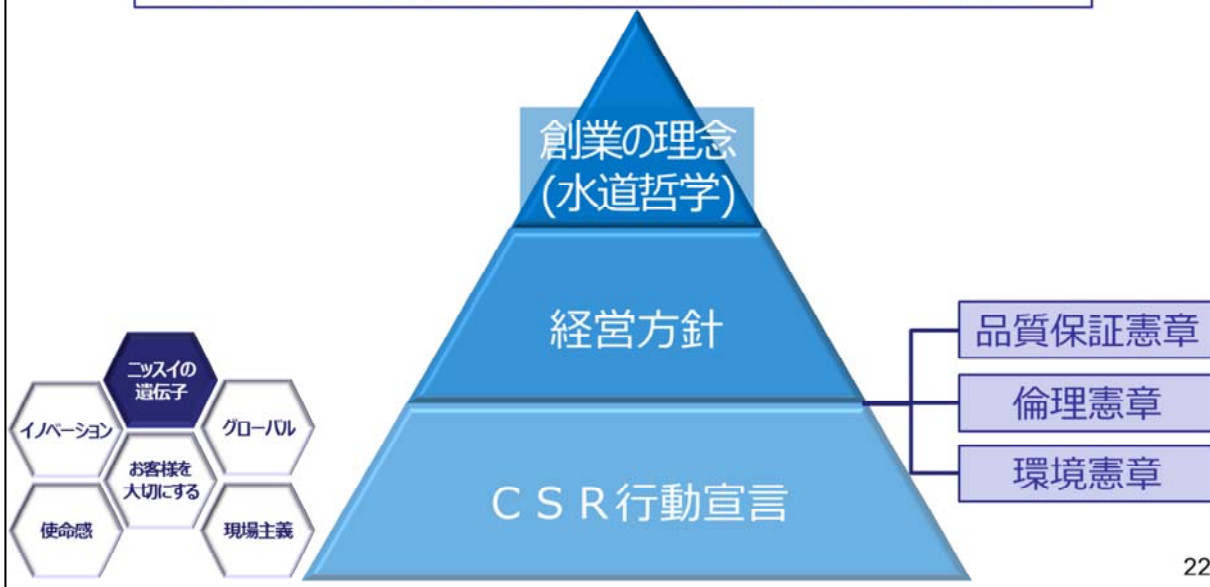 創業の理念
(水道哲学)
経営方針
ＣＳＲ行動宣言
品質保証憲章
倫理憲章
環境憲章
ニッスイの
遺伝子
イノベーション
グローバル
お客様を
大切にする
使命感
現場主義
22